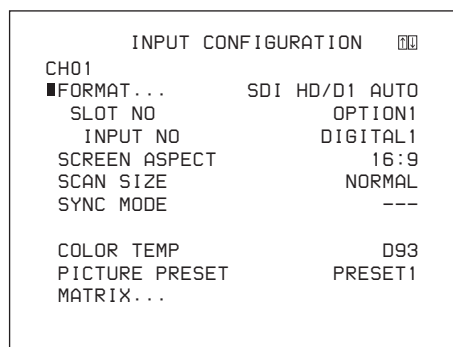 INPUT CONFIGURATION ↑↓
CH01
FORMAT... SDI HD/D1 AUTO
SLOT NO OPTION1
INPUT NO DIGITAL1
SCREEN ASPECT 16:9
SCAN SIZE NORMAL
SYNC MODE ---
COLOR TEMP D93
PICTURE PRESET PRESET1
MATRIX...